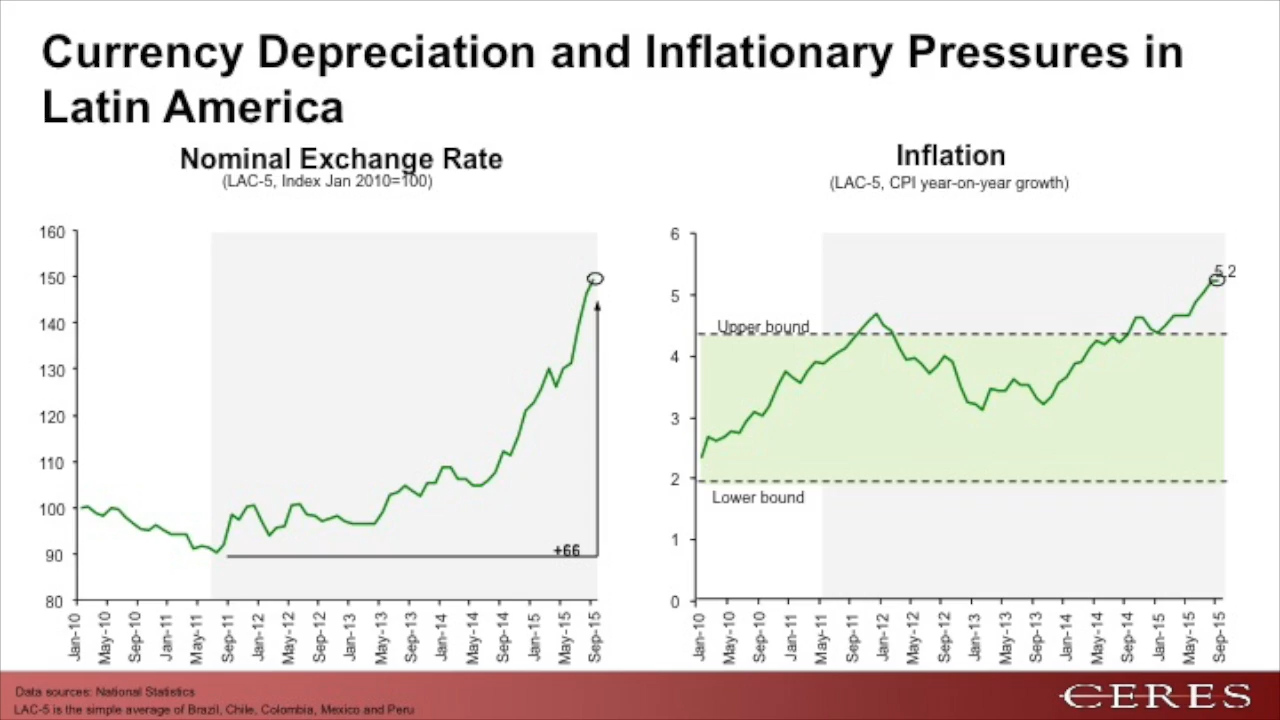 Currency Depreciation and Inflationary Pressures in
Latin America
Nominal Exchange Rate
(LAC-5, Index Jan 2010=100)
160
150
140
130
120
110
100
90
80
+66
Jan-10
May-10
Sep-10
Jan-11
May-11
Sep-11
Jan-12
May-12
Sep-12
Jan-13
May-13
Sep-13
Jan-14
May-14
Sep-14
Jan-15
May-15
Sep-15
Inflation
(LAC-5, CPI year-on-year growth)
6
5
4
3
2
1
0
5.2
Upper bound
Lower bound
Jan-10
May-10
Sep-10
Jan-11
May-11
Sep-11
Jan-12
May-12
Sep-12
Jan-13
May-13
Sep-13
Jan-14
May-14
Sep-14
Jan-15
May-15
Sep-15
Data sources: National Statistics
LAC-5 is the simple average of Brazil, Chile, Colombia, Mexico and Peru
CERES